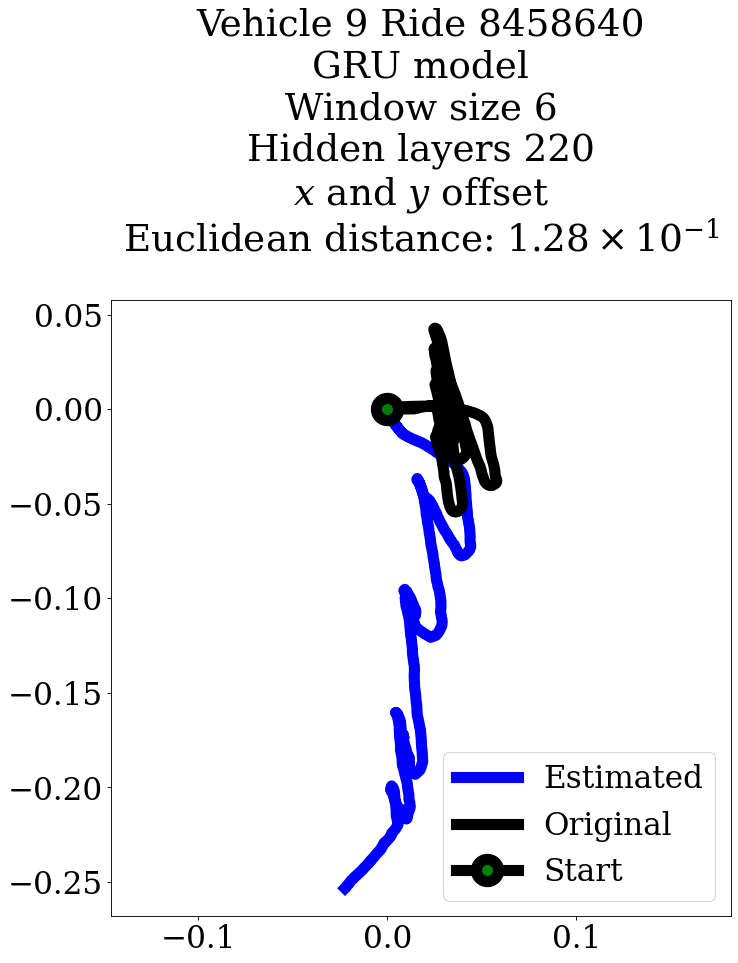 Vehicle 9 Ride 8458640
GRU model
Window size 6
Hidden layers 220
x and y offset
Euclidean distance: 1.28 × 10⁻¹
0.05
0.00
−0.05
−0.10
−0.15
−0.20
−0.25
−0.1
0.0
0.1
Estimated
Original
Start